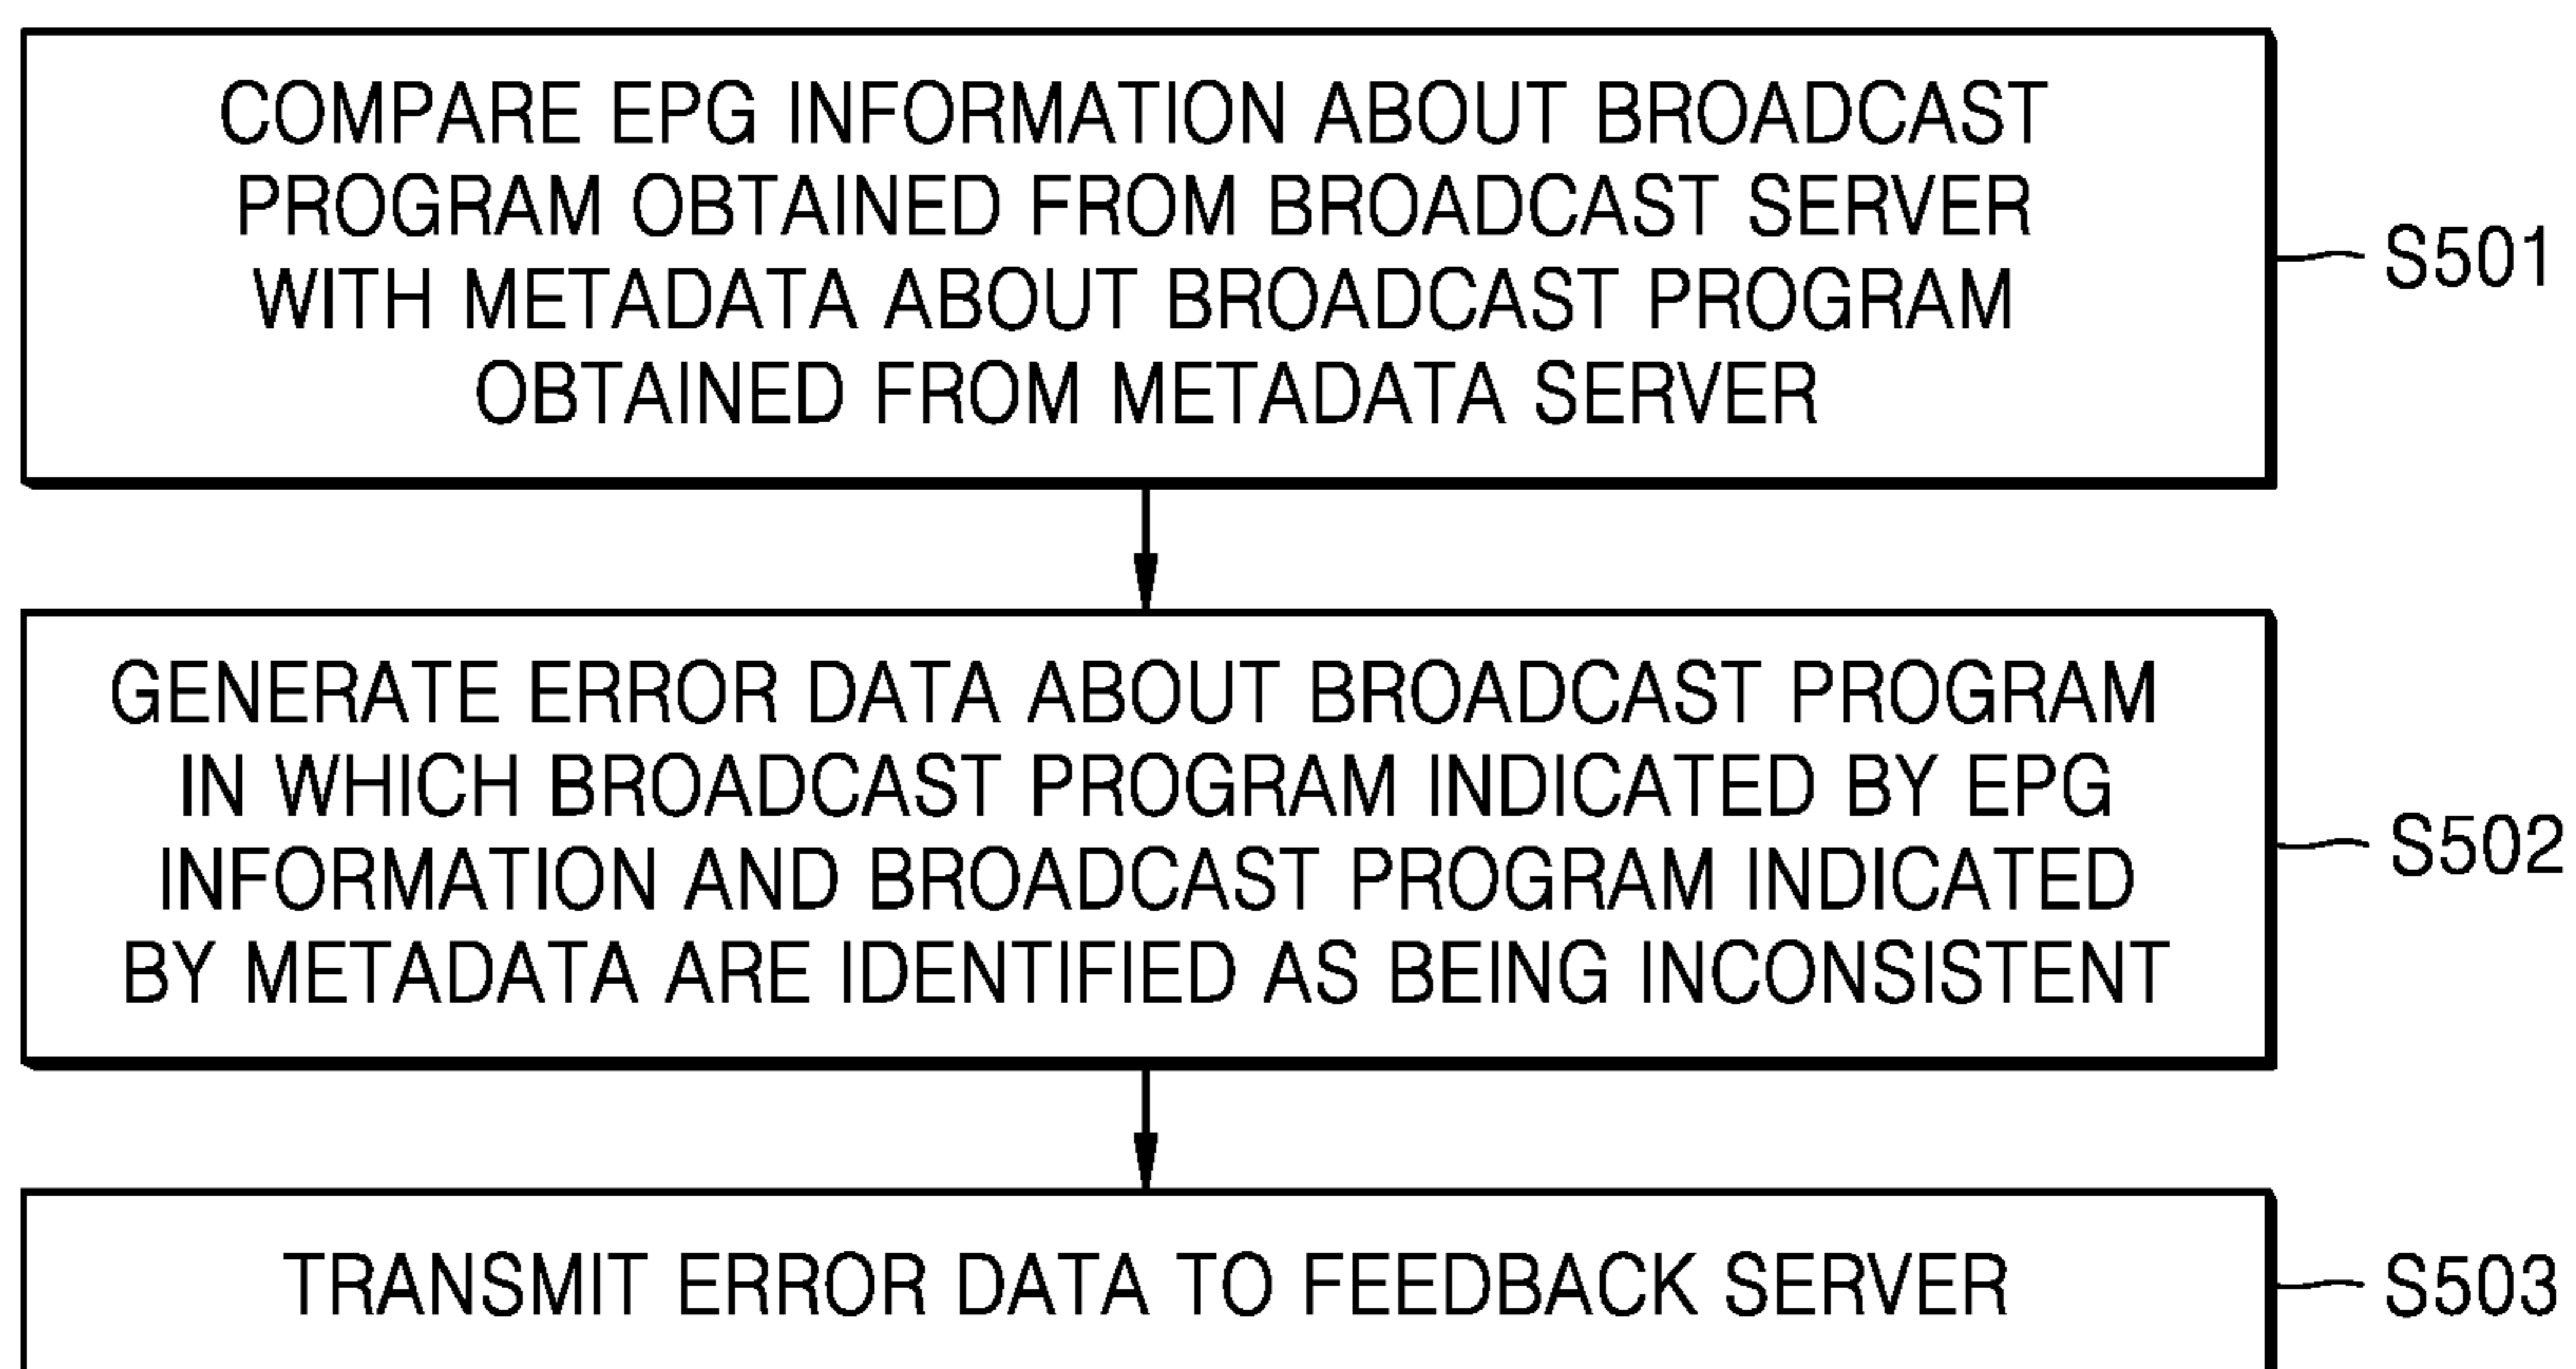 COMPARE EPG INFORMATION ABOUT BROADCAST
PROGRAM OBTAINED FROM BROADCAST SERVER
WITH METADATA ABOUT BROADCAST PROGRAM
OBTAINED FROM METADATA SERVER
S501
GENERATE ERROR DATA ABOUT BROADCAST PROGRAM
IN WHICH BROADCAST PROGRAM INDICATED BY EPG
INFORMATION AND BROADCAST PROGRAM INDICATED
BY METADATA ARE IDENTIFIED AS BEING INCONSISTENT
S502
TRANSMIT ERROR DATA TO FEEDBACK SERVER
S503